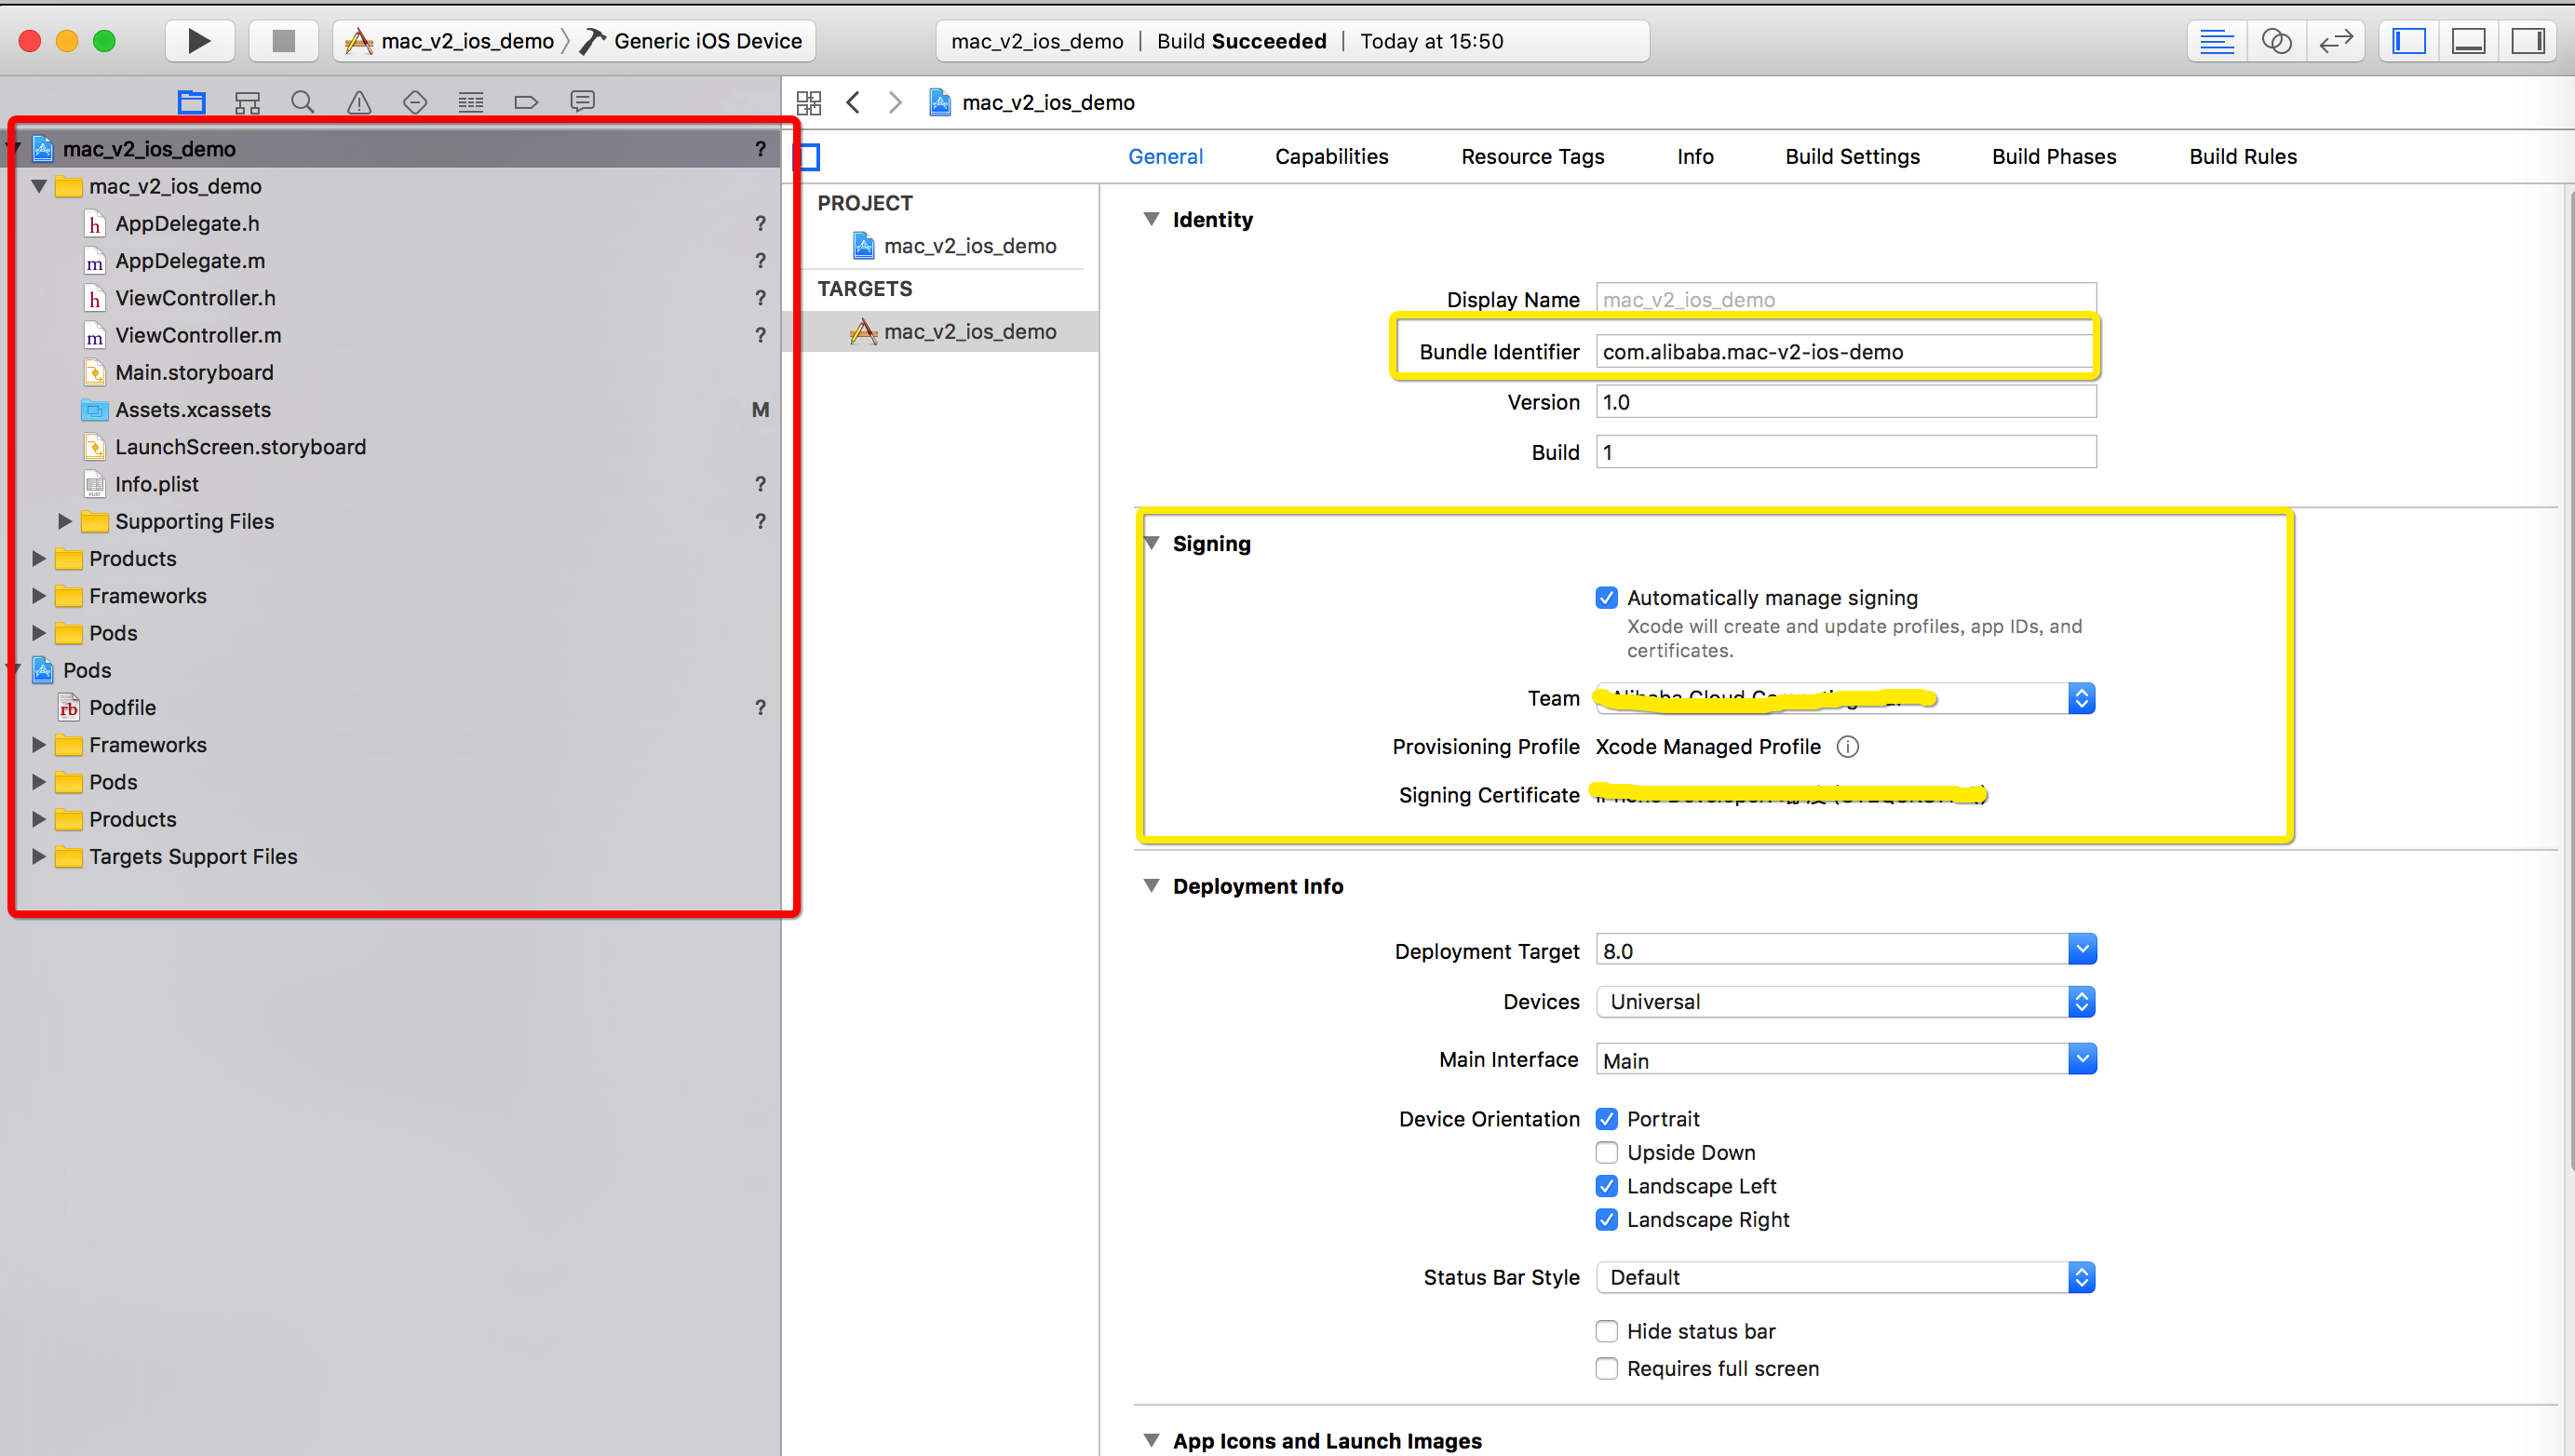 mac_v2_ios_demo Generic iOS Device
mac_v2_ios_demo | Build Succeeded | Today at 15:50
mac_v2_ios_demo
mac_v2_ios_demo ?
mac_v2_ios_demo
h AppDelegate.h ?
m AppDelegate.m ?
h ViewController.h ?
m ViewController.m ?
Main.storyboard
Assets.xcassets M
LaunchScreen.storyboard
Info.plist ?
Supporting Files ?
Products
Frameworks
Pods
Pods
rb Podfile ?
Frameworks
Pods
Products
Targets Support Files
General Capabilities Resource Tags Info Build Settings Build Phases Build Rules
PROJECT
mac_v2_ios_demo
TARGETS
mac_v2_ios_demo
Identity
Display Name mac_v2_ios_demo
Bundle Identifier com.alibaba.mac-v2-ios-demo
Version 1.0
Build 1
Signing
Automatically manage signing
Xcode will create and update profiles, app IDs, and
certificates.
Team
Provisioning Profile Xcode Managed Profile
Signing Certificate
Deployment Info
Deployment Target 8.0
Devices Universal
Main Interface Main
Device Orientation Portrait
Upside Down
Landscape Left
Landscape Right
Status Bar Style Default
Hide status bar
Requires full screen
App Icons and Launch Images